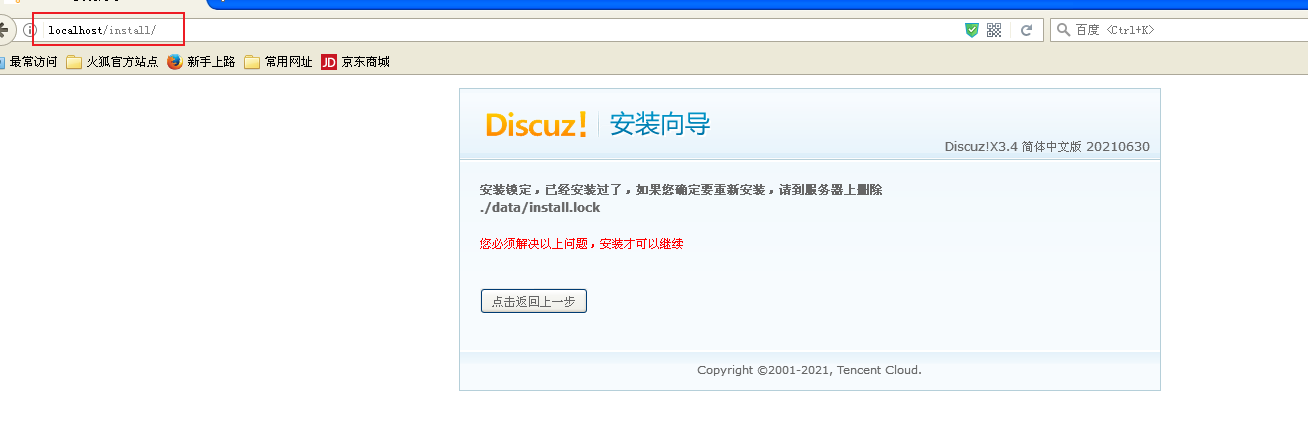 localhost/install/
百度 <Ctrl+K>
最常访问 火狐官方站点 新手上路 常用网址 JD 京东商城
Discuz! 安装向导
Discuz!X3.4 简体中文版 20210630
安装锁定，已经安装过了，如果您确定要重新安装，请到服务器上删除
./data/install.lock
您必须解决以上问题，安装才可以继续
点击返回上一步
Copyright ©2001-2021, Tencent Cloud.